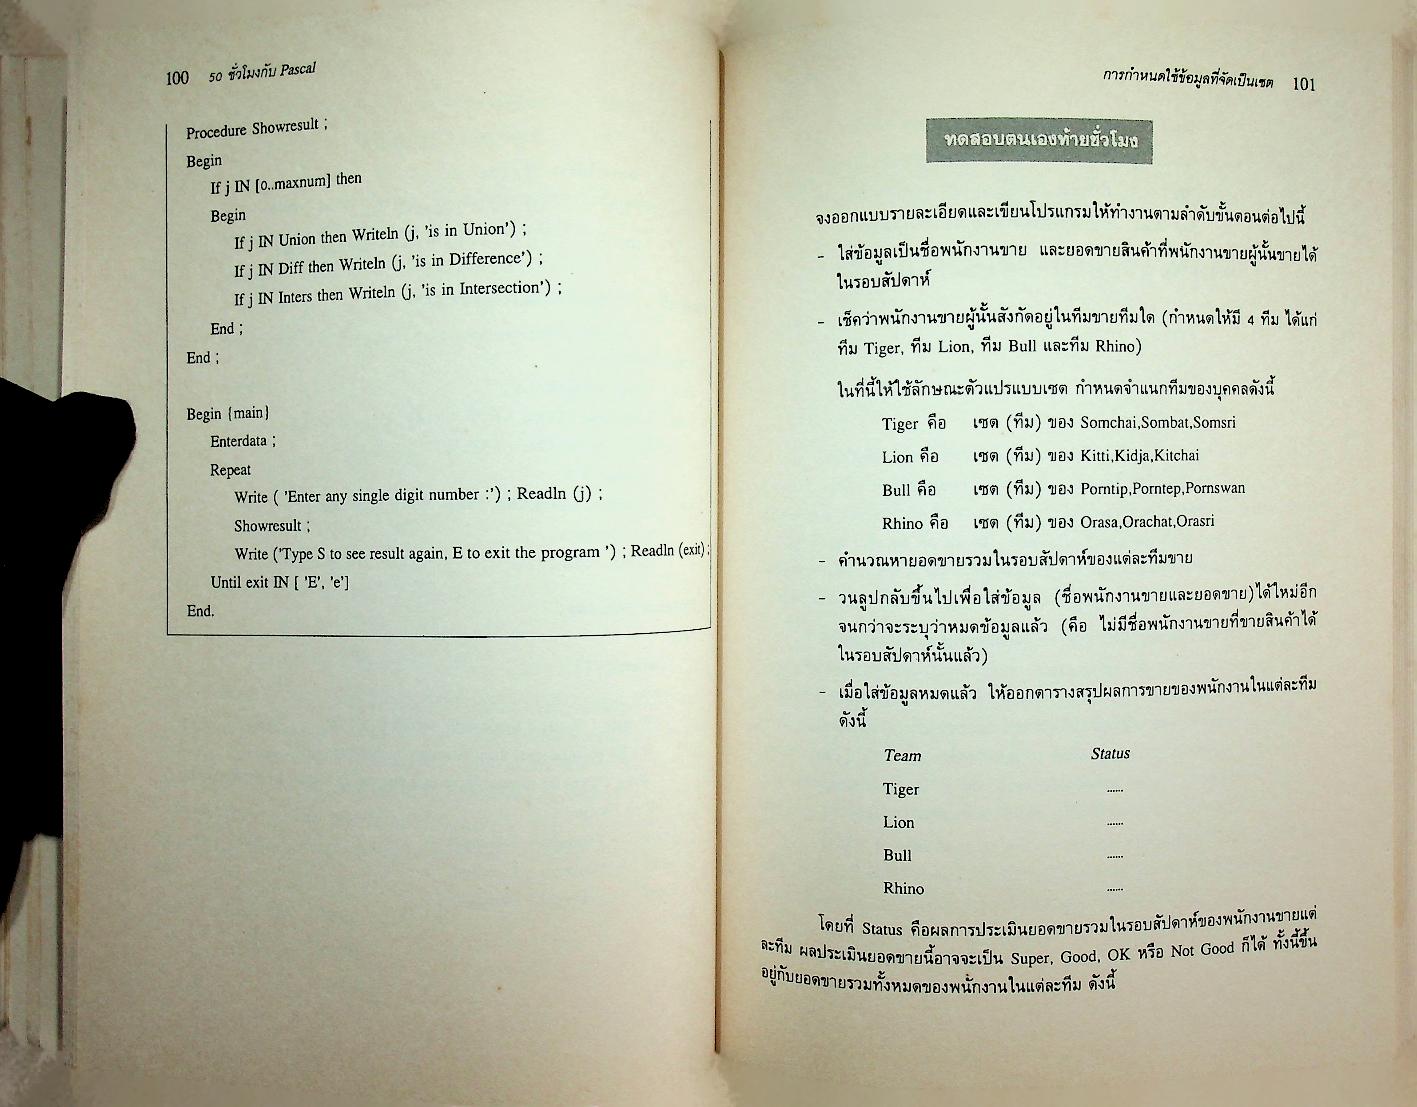 100 50 ชั่วโมงกับ Pascal
Procedure Showresult ;
Begin
If j IN [0..maxnum] then
Begin
If j IN Union then Writeln (j, 'is in Union') ;
If j IN Diff then Writeln (j, 'is in Difference') ;
If j IN Inters then Writeln (j, 'is in Intersection') ;
End ;
End ;
Begin {main}
Enterdata ;
Repeat
Write ( 'Enter any single digit number :') ; Readln (j) ;
Showresult ;
Write ('Type S to see result again, E to exit the program ') ; Readln (exit) ;
Until exit IN [ 'E', 'e']
End.
การกำหนดใช้ข้อมูลที่จัดเป็นเซต 101
ทดสอบตนเองท้ายชั่วโมง
จงออกแบบรายละเอียดและเขียนโปรแกรมให้ทำงานตามลำดับขั้นตอนต่อไปนี้
- ใส่ข้อมูลเป็นชื่อพนักงานขาย และยอดขายสินค้าที่พนักงานขายผู้นั้นขายได้
ในรอบสัปดาห์
- เช็คว่าพนักงานขายผู้นั้นสังกัดอยู่ในทีมขายทีมใด (กำหนดให้มี 4 ทีม ได้แก่
ทีม Tiger, ทีม Lion, ทีม Bull และทีม Rhino)
ในที่นี้ให้ใช้ลักษณะตัวแปรแบบเซต กำหนดจำแนกทีมของบุคคลดังนี้
Tiger คือ เซต (ทีม) ของ Somchai,Sombat,Somsri
Lion คือ เซต (ทีม) ของ Kitti,Kidja,Kitchai
Bull คือ เซต (ทีม) ของ Porntip,Porntep,Pornswan
Rhino คือ เซต (ทีม) ของ Orasa,Orachat,Orasri
- คำนวณหายอดขายรวมในรอบสัปดาห์ของแต่ละทีมขาย
- วนลูปกลับขึ้นไปเพื่อใส่ข้อมูล (ชื่อพนักงานขายและยอดขาย)ได้ใหม่อีก
จนกว่าจะระบุว่าหมดข้อมูลแล้ว (คือ ไม่มีชื่อพนักงานขายที่ขายสินค้าได้
ในรอบสัปดาห์นั้นแล้ว)
- เมื่อใส่ข้อมูลหมดแล้ว ให้ออกตารางสรุปผลการขายของพนักงานในแต่ละทีม
ดังนี้
Team Status
Tiger ......
Lion ......
Bull ......
Rhino ......
โดยที่ Status คือผลการประเมินยอดขายรวมในรอบสัปดาห์ของพนักงานขายแต่
ละทีม ผลประเมินยอดขายนี้อาจจะเป็น Super, Good, OK หรือ Not Good ก็ได้ ทั้งนี้ขึ้น
อยู่กับยอดขายรวมทั้งหมดของพนักงานในแต่ละทีม ดังนี้